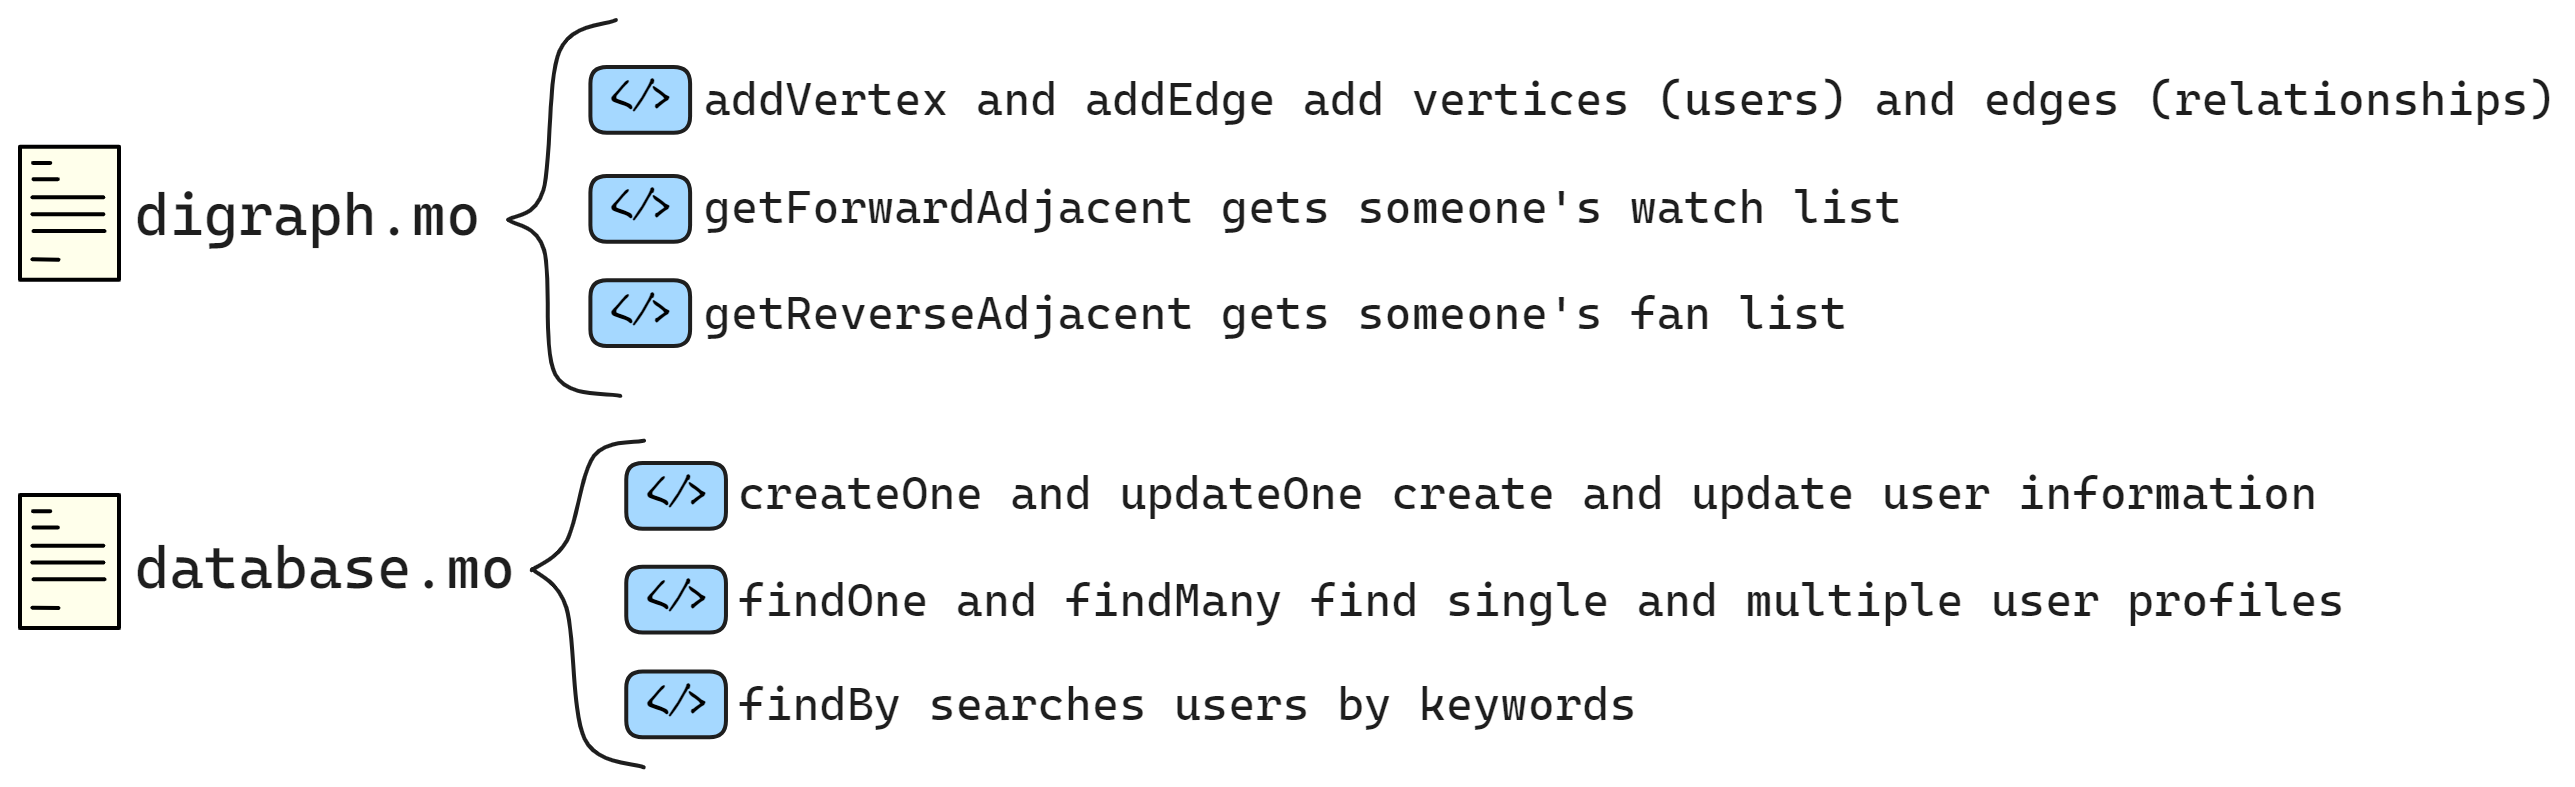 digraph.mo
</> addVertex and addEdge add vertices (users) and edges (relationships)
</> getForwardAdjacent gets someone's watch list
</> getReverseAdjacent gets someone's fan list
database.mo
</> createOne and updateOne create and update user information
</> findOne and findMany find single and multiple user profiles
</> findBy searches users by keywords